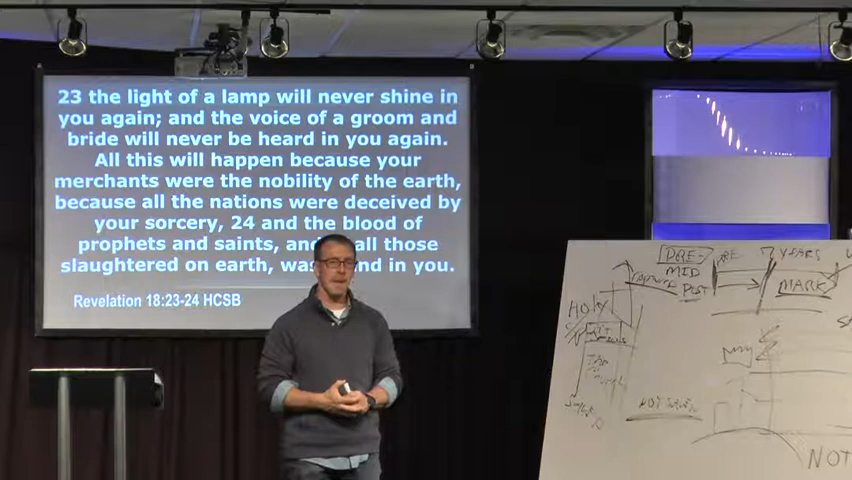 23 the light of a lamp will never shine in
you again; and the voice of a groom and
bride will never be heard in you again.
All this will happen because your
merchants were the nobility of the earth,
because all the nations were deceived by
your sorcery, 24 and the blood of
prophets and saints, and all those
slaughtered on earth, was found in you.
Revelation 18:23-24 HCSB
PRE-
MID
POST
RAPTURE
PRE-
7 YEARS
MARK
HOLY
NOT